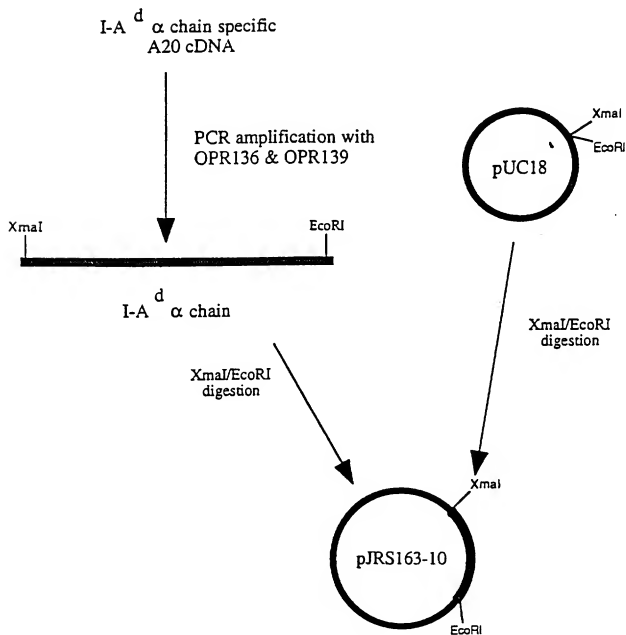 I-A d α chain specific
A20 cDNA
PCR amplification with
OPR136 & OPR139
XmaI
EcoRI
pUC18
XmaI
EcoRI
I-A d α chain
XmaI/EcoRI
digestion
XmaI/EcoRI
digestion
pJRS163-10
XmaI
EcoRI